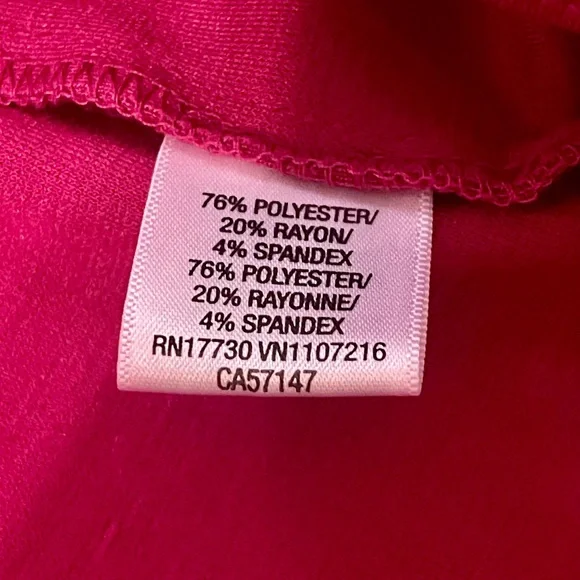 76% POLYESTER/
20% RAYON/
4% SPANDEX
76% POLYESTER/
20% RAYONNE/
4% SPANDEX
RN17730 VN1107216
CA57147